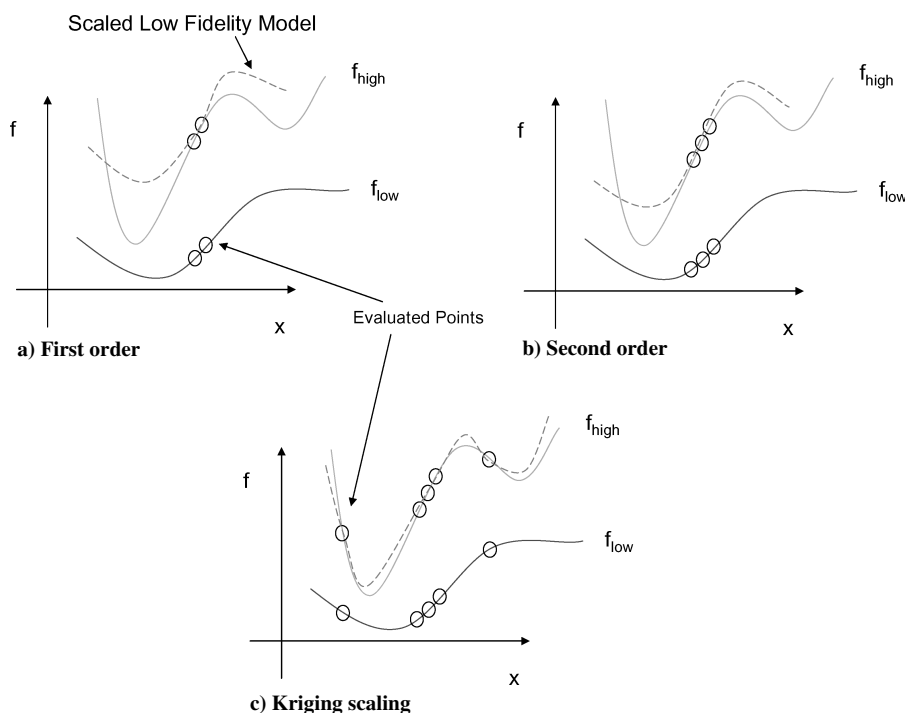 Scaled Low Fidelity Model
f
fhigh
flow
x
a) First order
f
fhigh
flow
x
b) Second order
Evaluated Points
f
fhigh
flow
x
c) Kriging scaling